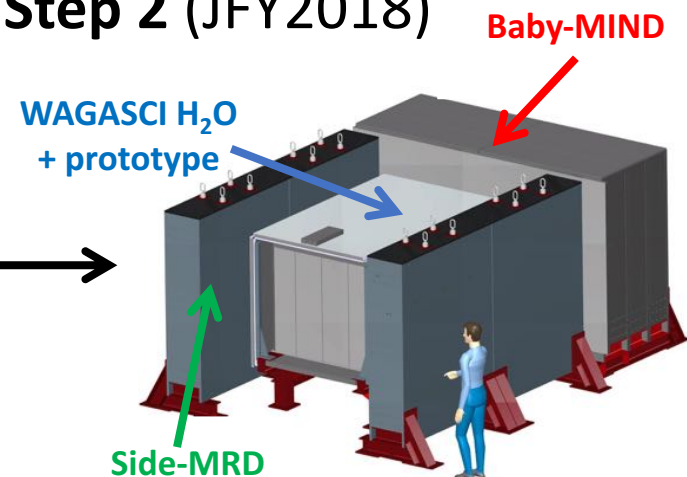 Step 2 (JFY2018)
Baby-MIND
WAGASCI H₂O
+ prototype
Side-MRD